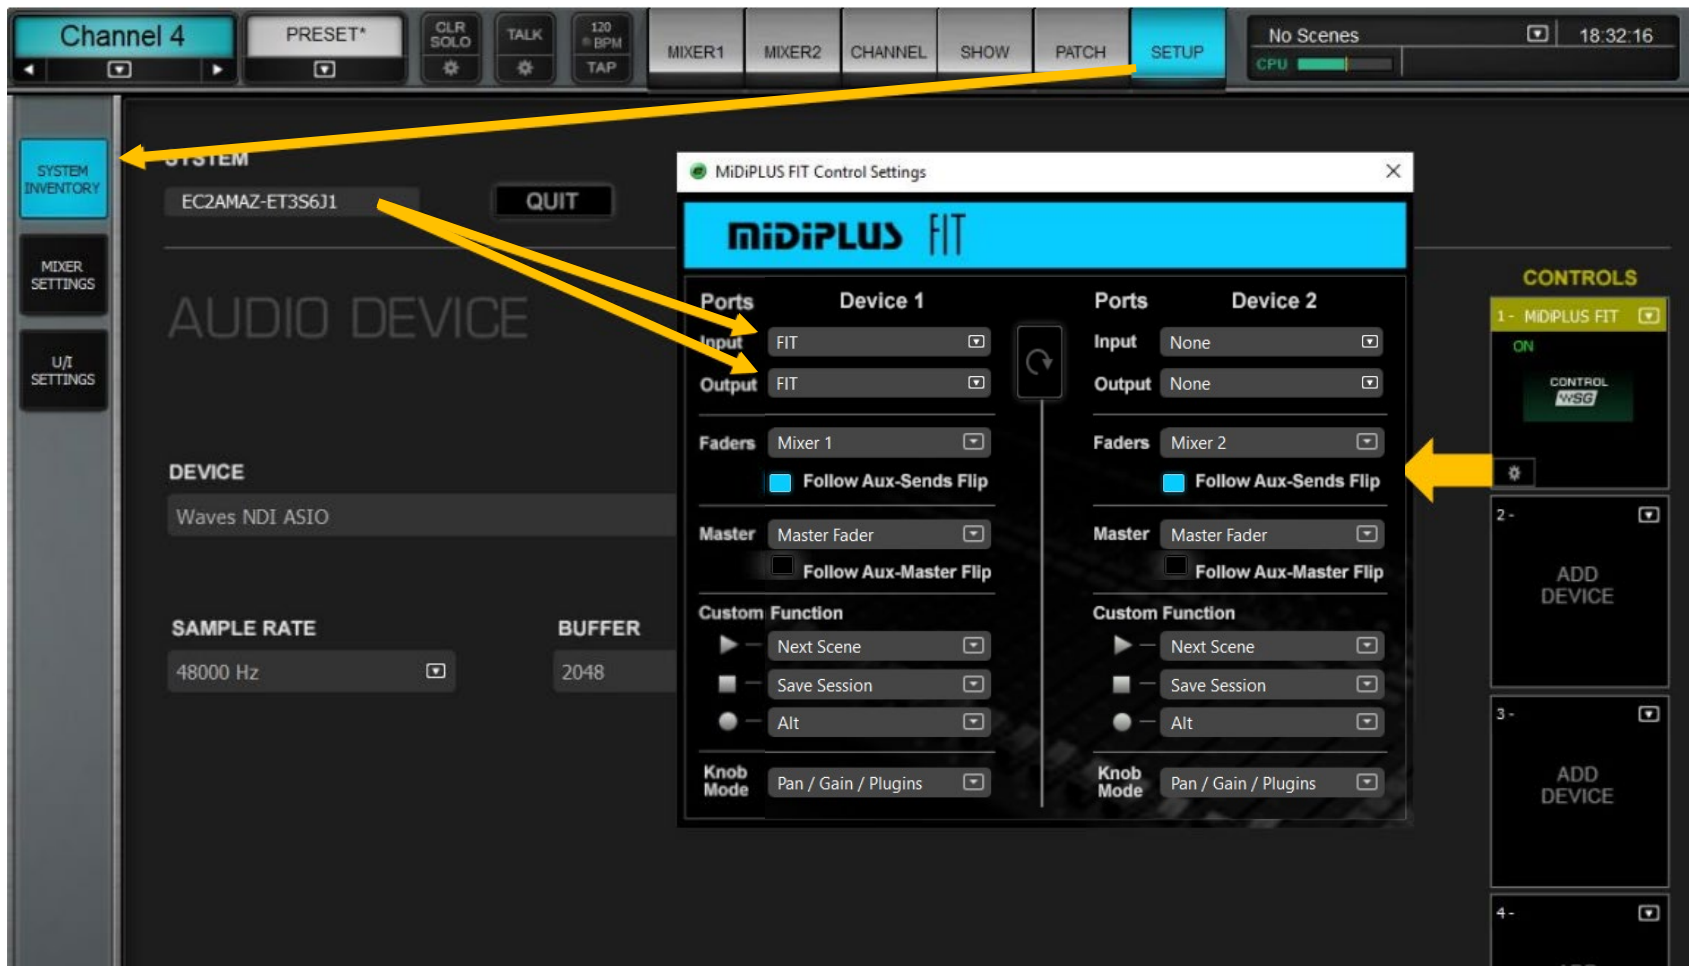 Channel 4
PRESET*
CLR
SOLO
TALK
120
BPM
TAP
MIXER1
MIXER2
CHANNEL
SHOW
PATCH
SETUP
No Scenes
18:32:16
CPU
SYSTEM
INVENTORY
MIXER
SETTINGS
U/I
SETTINGS
SYSTEM
EC2AMAZ-ET3S6J1
QUIT
AUDIO DEVICE
DEVICE
Waves NDI ASIO
SAMPLE RATE
BUFFER
48000 Hz
2048
MiDiPLUS FIT Control Settings
MiDiPLUS FIT
Ports Device 1
Input FIT
Output FIT
Faders Mixer 1
Follow Aux-Sends Flip
Master Master Fader
Follow Aux-Master Flip
Custom Function
Next Scene
Save Session
Alt
Knob
Mode
Pan / Gain / Plugins
Ports Device 2
Input None
Output None
Faders Mixer 2
Follow Aux-Sends Flip
Master Master Fader
Follow Aux-Master Flip
Custom Function
Next Scene
Save Session
Alt
Knob
Mode
Pan / Gain / Plugins
CONTROLS
1 - MiDiPLUS FIT
ON
CONTROL
WSG
2 -
ADD
DEVICE
3 -
ADD
DEVICE
4 -